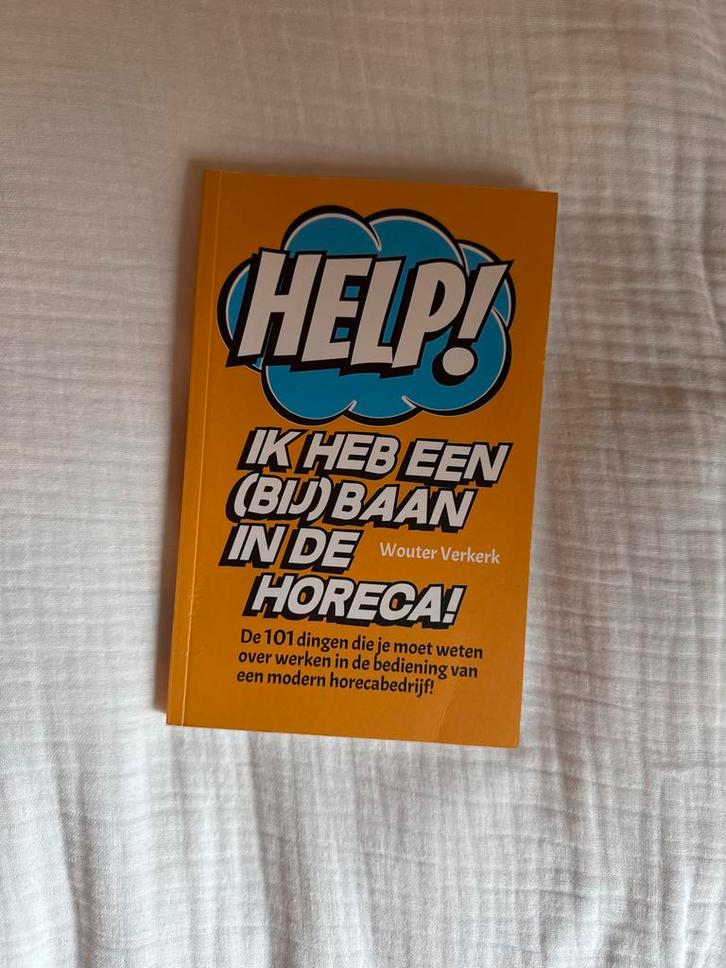 HELP!
IK HEB EEN
(BIJ)BAAN
IN DE
Wouter Verkerk
HORECA!
De 101 dingen die je moet weten
over werken in de bediening van
een modern horecabedrijf!